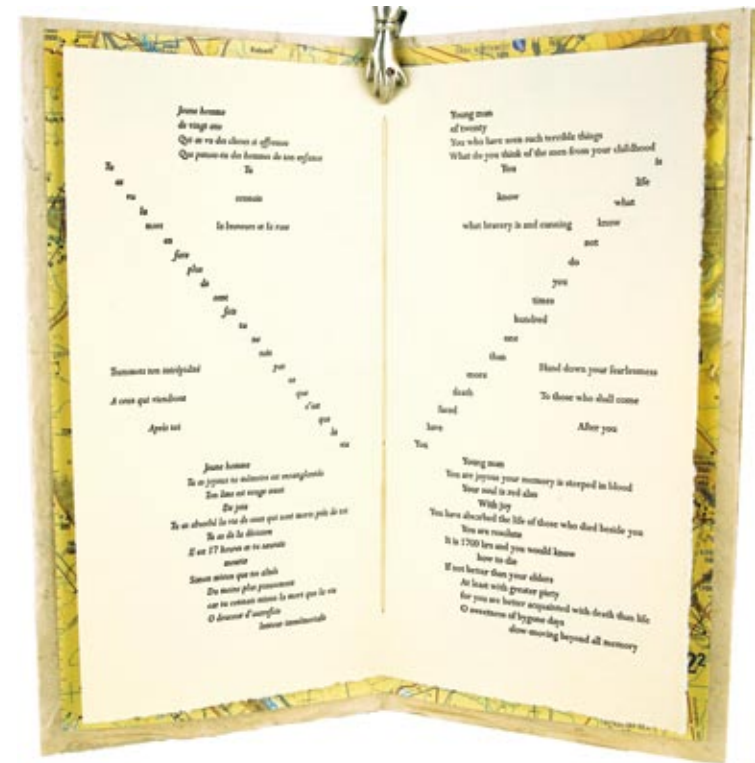 Jeune homme
de vingt ans
Qui as vu des choses si affreuses
Que penses-tu des hommes de ton enfance
Tu
connais
la bravoure et la ruse
Tu
as
vu
la
mort
en
face
plus
de
cent
fois
tu
ne
sais
pas
ce
que
c'est
que
la
vie
Transmets ton intrépidité
A ceux qui viendront
Après toi
Jeune homme
Tu es joyeux ta mémoire est ensanglantée
Ton âme est rouge aussi
De joie
Tu as absorbé la vie de ceux qui sont morts près de toi
Tu as de la décision
Il est 17 heures et tu saurais
mourir
Sinon mieux que tes aînés
Du moins plus pieusement
car tu connais mieux la mort que la vie
O douceur d'autrefois
lenteur immémoriale
Young man
of twenty
You who have seen such terrible things
What do you think of the men from your childhood
You
know
what bravery is and cunning
You
have
faced
death
more
than
one
hundred
times
you
do
not
know
what
life
is
Hand down your fearlessness
To those who shall come
After you
Young man
You are joyous your memory is steeped in blood
Your soul is red also
With joy
You have absorbed the life of those who died beside you
You are resolute
It is 1700 hrs and you would know
how to die
If not better than your elders
At least with greater piety
for you are better acquainted with death than life
O sweetness of bygone days
slow-moving beyond all memory